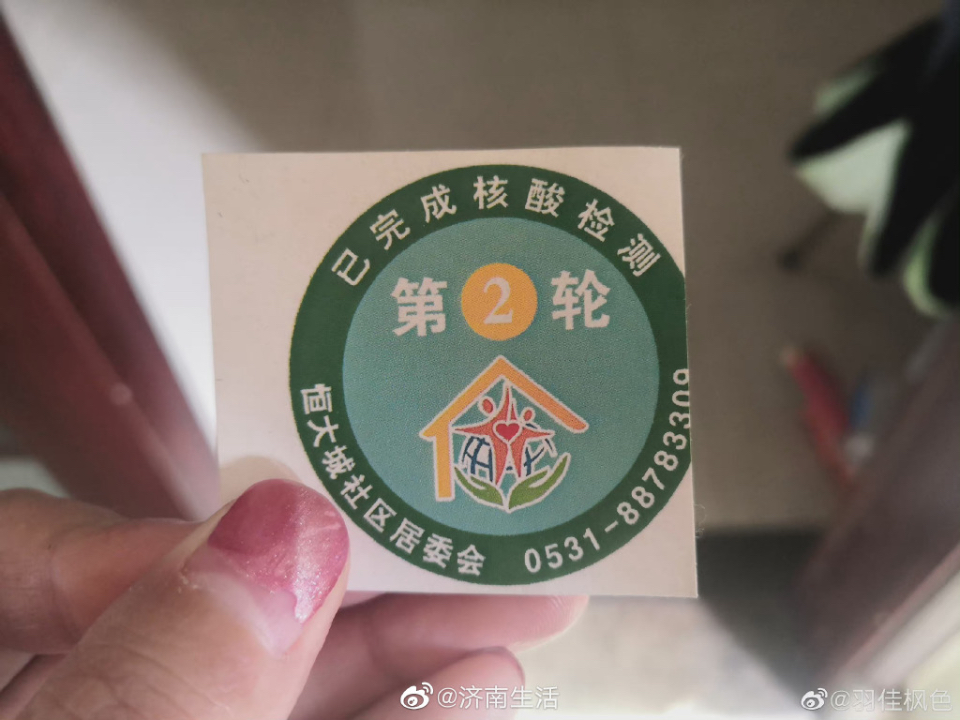 已完成核酸检测
第2轮
恒大城社区居委会
0531-88783309
@济南生活
@羽佳枫色